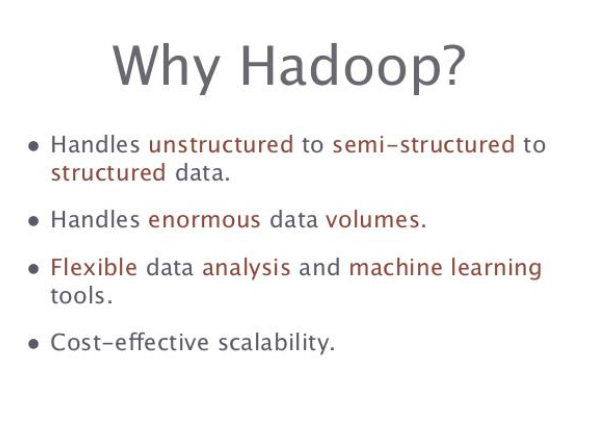 Why Hadoop?
• Handles unstructured to semi-structured to
structured data.
• Handles enormous data volumes.
• Flexible data analysis and machine learning
tools.
• Cost-effective scalability.